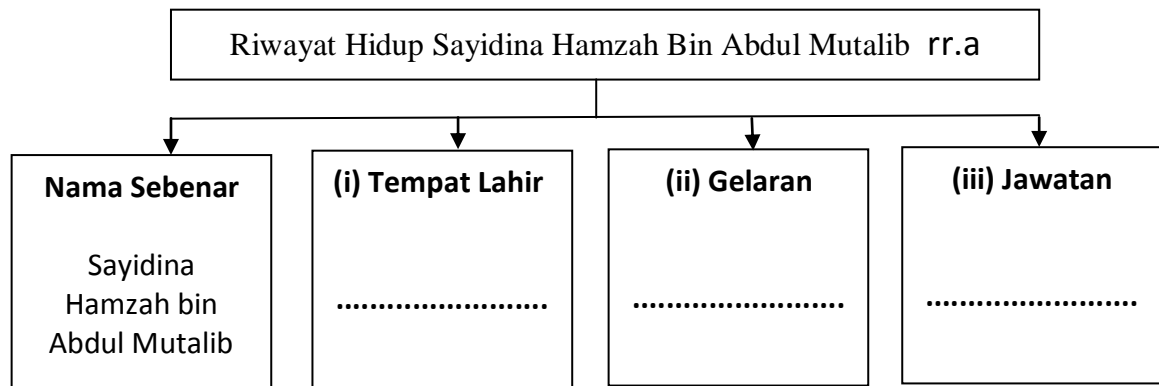 Riwayat Hidup Sayidina Hamzah Bin Abdul Mutalib rr.a
Nama Sebenar
Sayidina
Hamzah bin
Abdul Mutalib
(i) Tempat Lahir
..............................
(ii) Gelaran
..............................
(iii) Jawatan
..............................